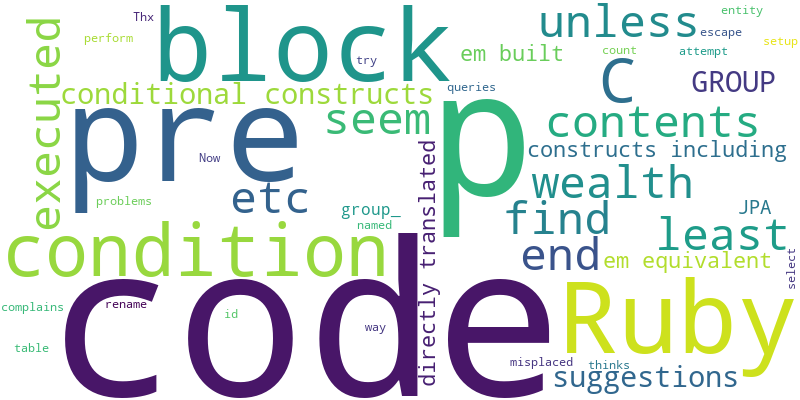 Thx
perform
block
unless
entity
escape
setup
executed
try
em built
count
attempt
C
GROUP
conditional constructs
queries
pre
p
seem
contents
Now
constructs including
etc
wealth
problems
group_
named
find
JPA
least
condition
directly translated
end
em equivalent
select
code
Ruby
complains
rename
id
way
table
misplaced
thinks
suggestions